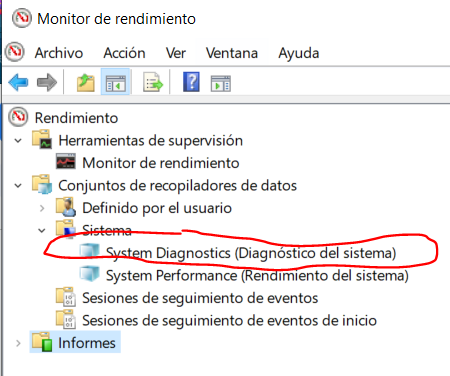 Monitor de rendimiento
Archivo Acción Ver Ventana Ayuda
Rendimiento
Herramientas de supervisión
Monitor de rendimiento
Conjuntos de recopiladores de datos
Definido por el usuario
Sistema
System Diagnostics (Diagnóstico del sistema)
System Performance (Rendimiento del sistema)
Sesiones de seguimiento de eventos
Sesiones de seguimiento de eventos de inicio
Informes